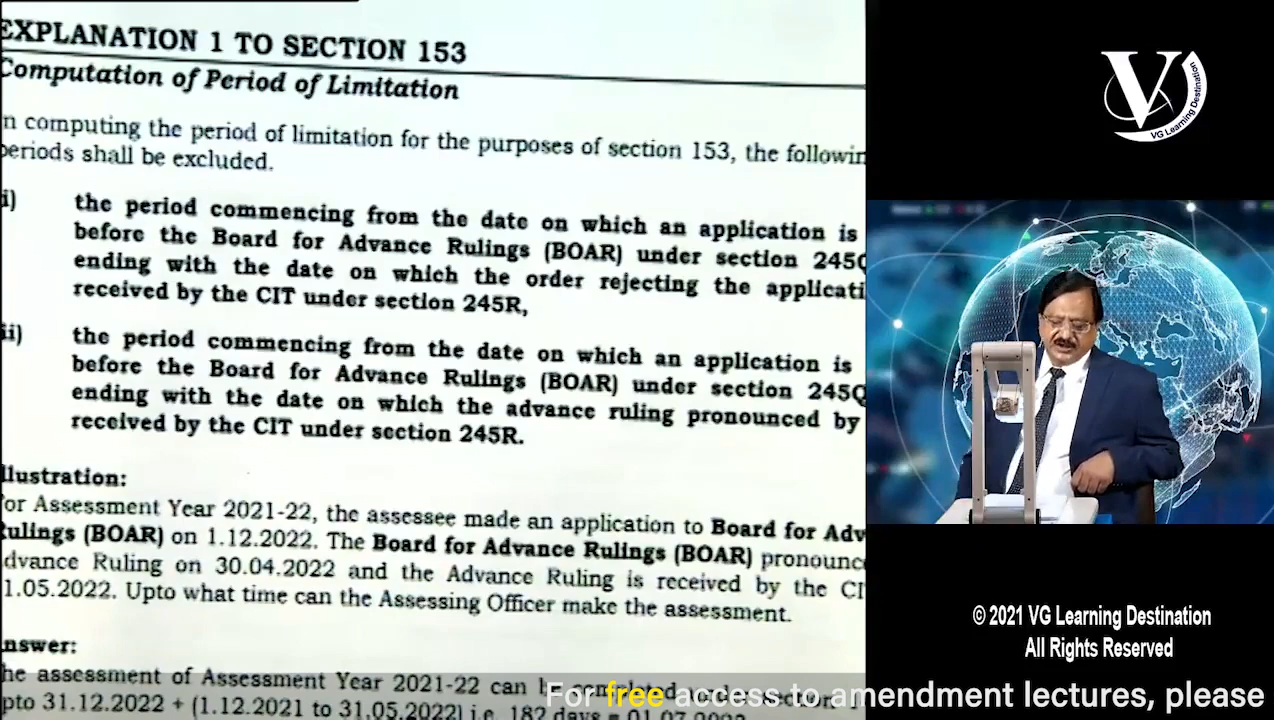 EXPLANATION 1 TO SECTION 153
Computation of Period of Limitation
n computing the period of limitation for the purposes of section 153, the followin
periods shall be excluded.
i) the period commencing from the date on which an application is
before the Board for Advance Rulings (BOAR) under section 245Q
ending with the date on which the order rejecting the applicati
received by the CIT under section 245R,
ii) the period commencing from the date on which an application is
before the Board for Advance Rulings (BOAR) under section 245Q
ending with the date on which the advance ruling pronounced by
received by the CIT under section 245R.
llustration:
or Assessment Year 2021-22, the assessee made an application to Board for Adv
Rulings (BOAR) on 1.12.2022. The Board for Advance Rulings (BOAR) pronounce
dvance Ruling on 30.04.2022 and the Advance Ruling is received by the CI
1.05.2022. Upto what time can the Assessing Officer make the assessment.
nswer:
he assessment of Assessment Year 2021-22 can be
pto 31.12.2022 + (1.12.2021 to 31.05.2022) i.e. 182 days =
V
VG Learning Destination
© 2021 VG Learning Destination
All Rights Reserved
For free access to amendment lectures, please